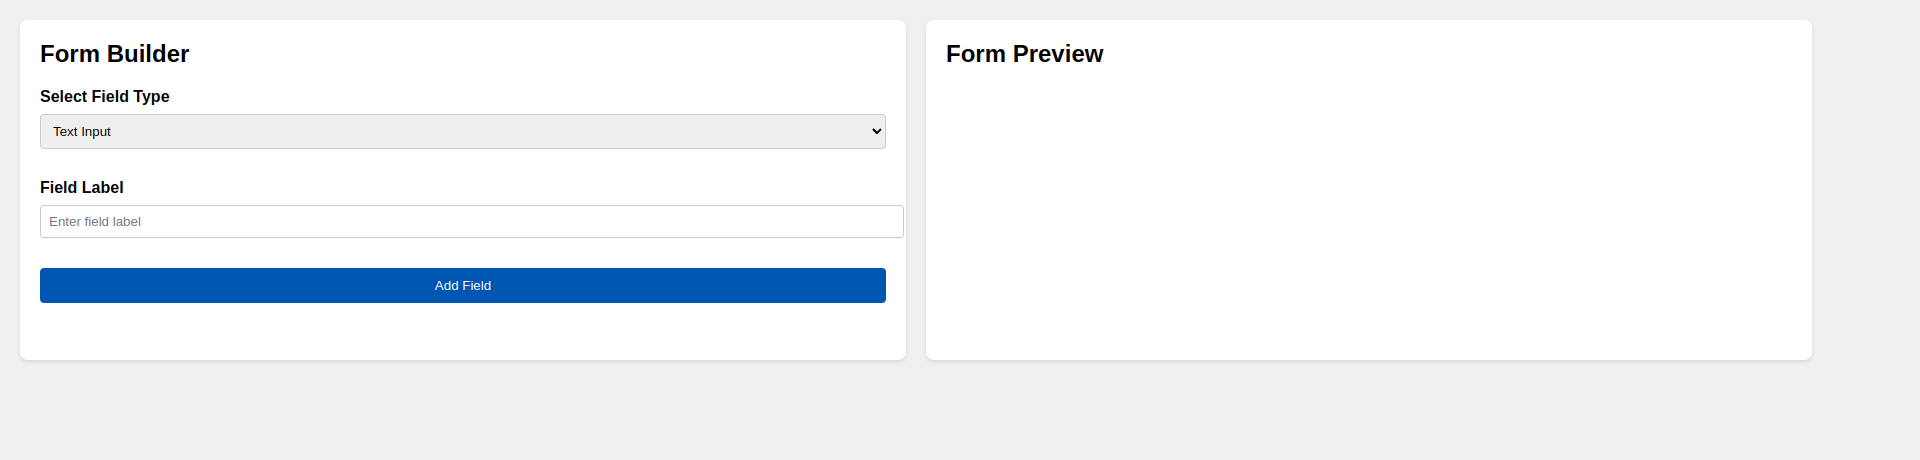 Form Builder
Select Field Type
Text Input
Field Label
Enter field label
Add Field
Form Preview